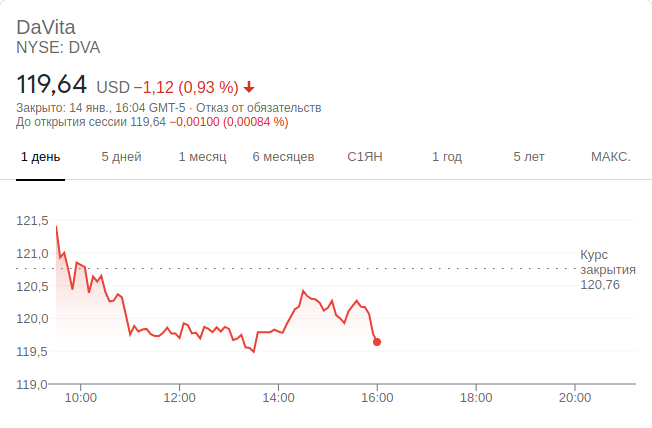 DaVita
NYSE: DVA
119,64 USD −1,12 (0,93 %)
Закрыто: 14 янв., 16:04 GMT-5 · Отказ от обязательств
До открытия сессии 119,64 −0,00100 (0,00084 %)
1 день 5 дней 1 месяц 6 месяцев С1ЯН 1 год 5 лет МАКС.
121,5
121,0
120,5
120,0
119,5
119,0
Курс
закрытия
120,76
10:00 12:00 14:00 16:00 18:00 20:00